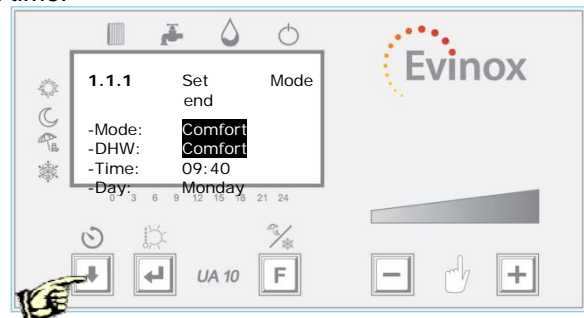 time.
Evinox
1.1.1 Set Mode
end
-Mode: Comfort
-DHW: Comfort
-Time: 09:40
-Day: Monday
0 3 6 9 12 15 18 21 24
UA 10 F - +